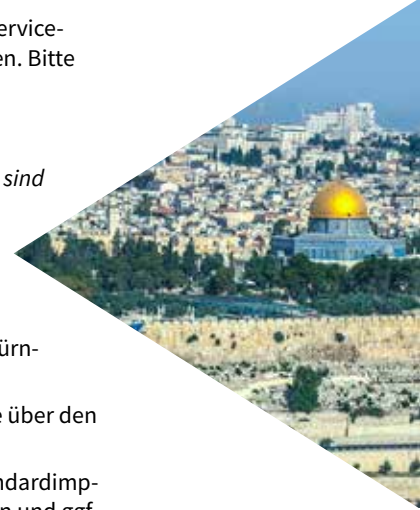 ervice-
en. Bitte
sind
ürn-
e über den
ndardimp-
n und ggf.